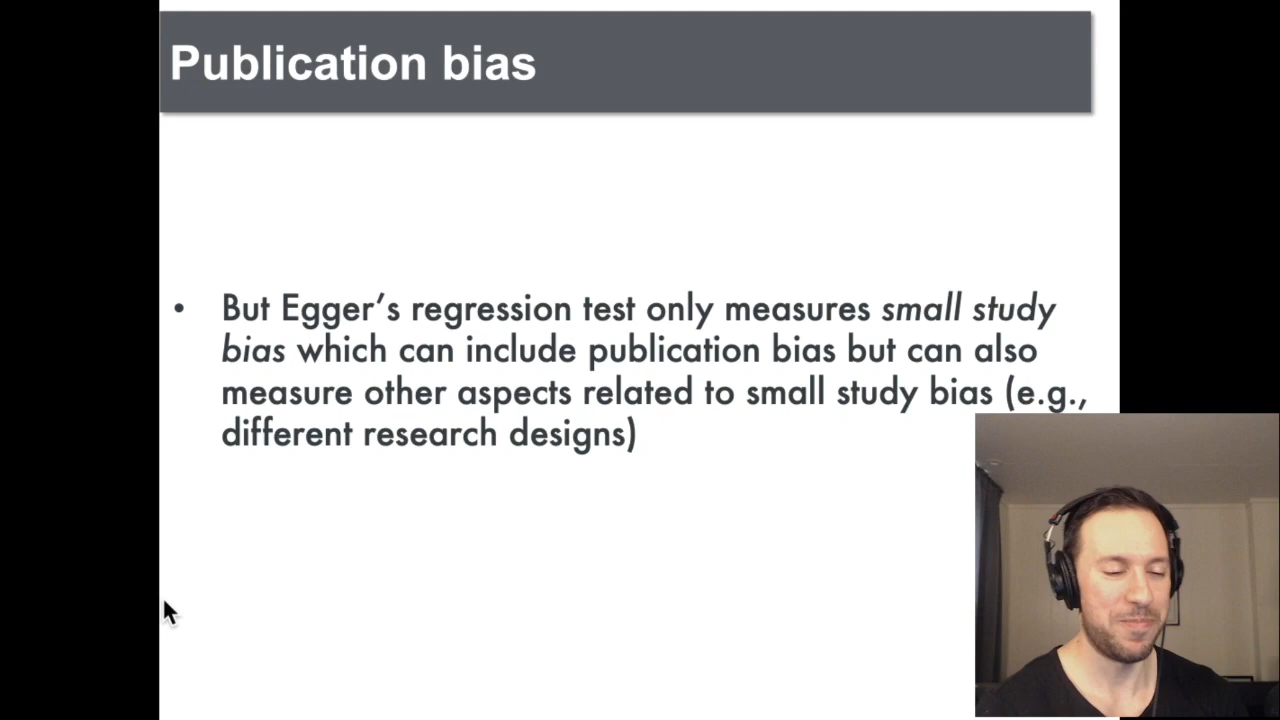 Publication bias
• But Egger’s regression test only measures small study
bias which can include publication bias but can also
measure other aspects related to small study bias (e.g.,
different research designs)